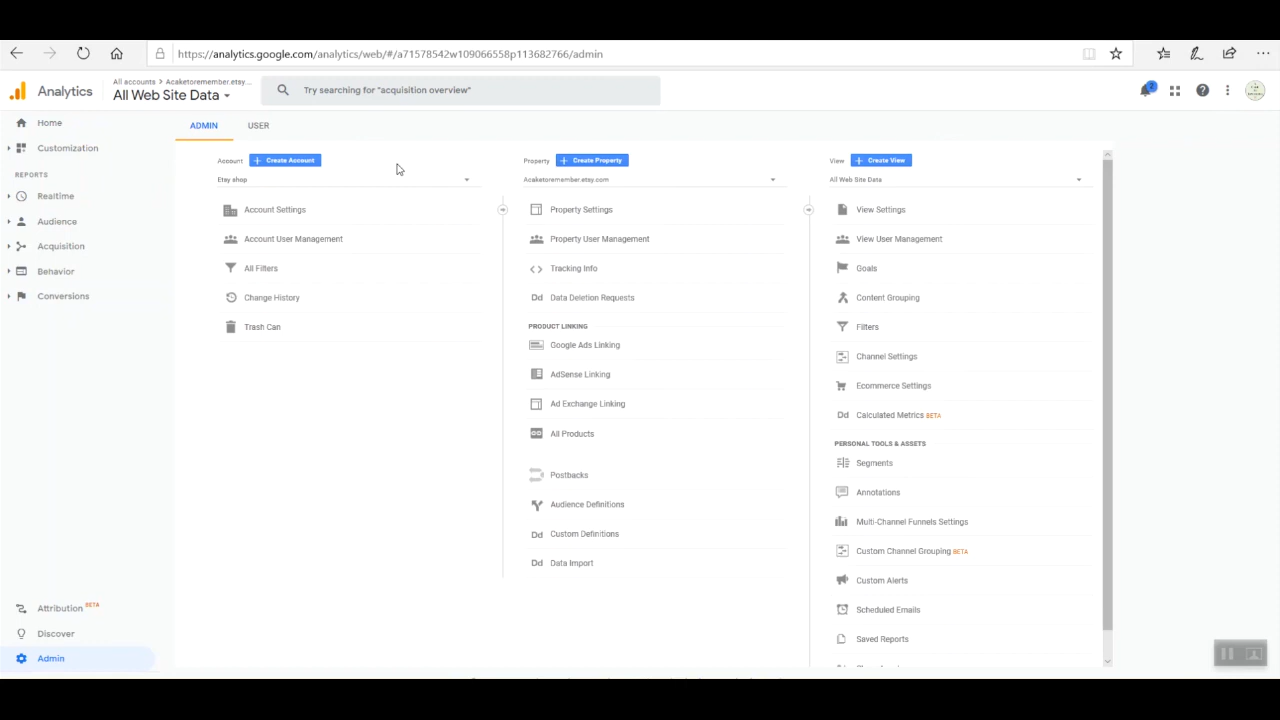 https://analytics.google.com/analytics/web/#/a71578542w109066558p113682766/admin
Analytics
All accounts > Acaketoremember.etsy...
All Web Site Data
Try searching for "acquisition overview"
2
Home
Customization
REPORTS
Realtime
Audience
Acquisition
Behavior
Conversions
Attribution BETA
Discover
Admin
ADMIN
USER
Account
Create Account
Etsy shop
Account Settings
Account User Management
All Filters
Change History
Trash Can
Property
Create Property
Acaketoremember.etsy.com
Property Settings
Property User Management
Tracking Info
Dd Data Deletion Requests
PRODUCT LINKING
Google Ads Linking
AdSense Linking
Ad Exchange Linking
All Products
Postbacks
Audience Definitions
Dd Custom Definitions
Dd Data Import
View
Create View
All Web Site Data
View Settings
View User Management
Goals
Content Grouping
Filters
Channel Settings
Ecommerce Settings
Dd Calculated Metrics BETA
PERSONAL TOOLS & ASSETS
Segments
Annotations
Multi-Channel Funnels Settings
Custom Channel Grouping BETA
Custom Alerts
Scheduled Emails
Saved Reports